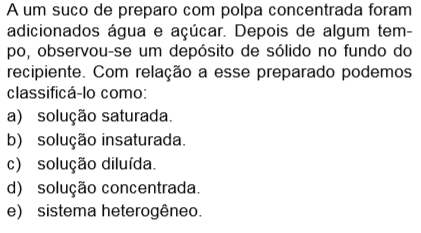 A um suco de preparo com polpa concentrada foram
adicionados água e açúcar. Depois de algum tem-
po, observou-se um depósito de sólido no fundo do
recipiente. Com relação a esse preparado podemos
classificá-lo como:
a) solução saturada.
b) solução insaturada.
c) solução diluída.
d) solução concentrada.
e) sistema heterogêneo.